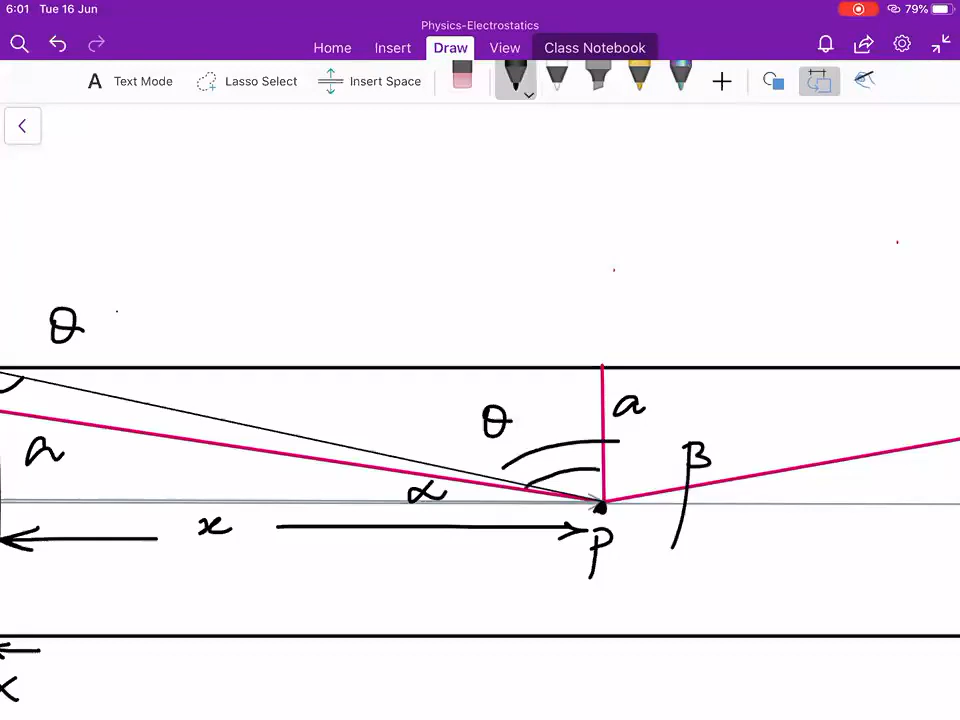 6:01 Tue 16 Jun 79%
Physics-Electrostatics
Home Insert Draw View Class Notebook
A Text Mode Lasso Select Insert Space
θ
a
θ
β
a
α
x
P
x